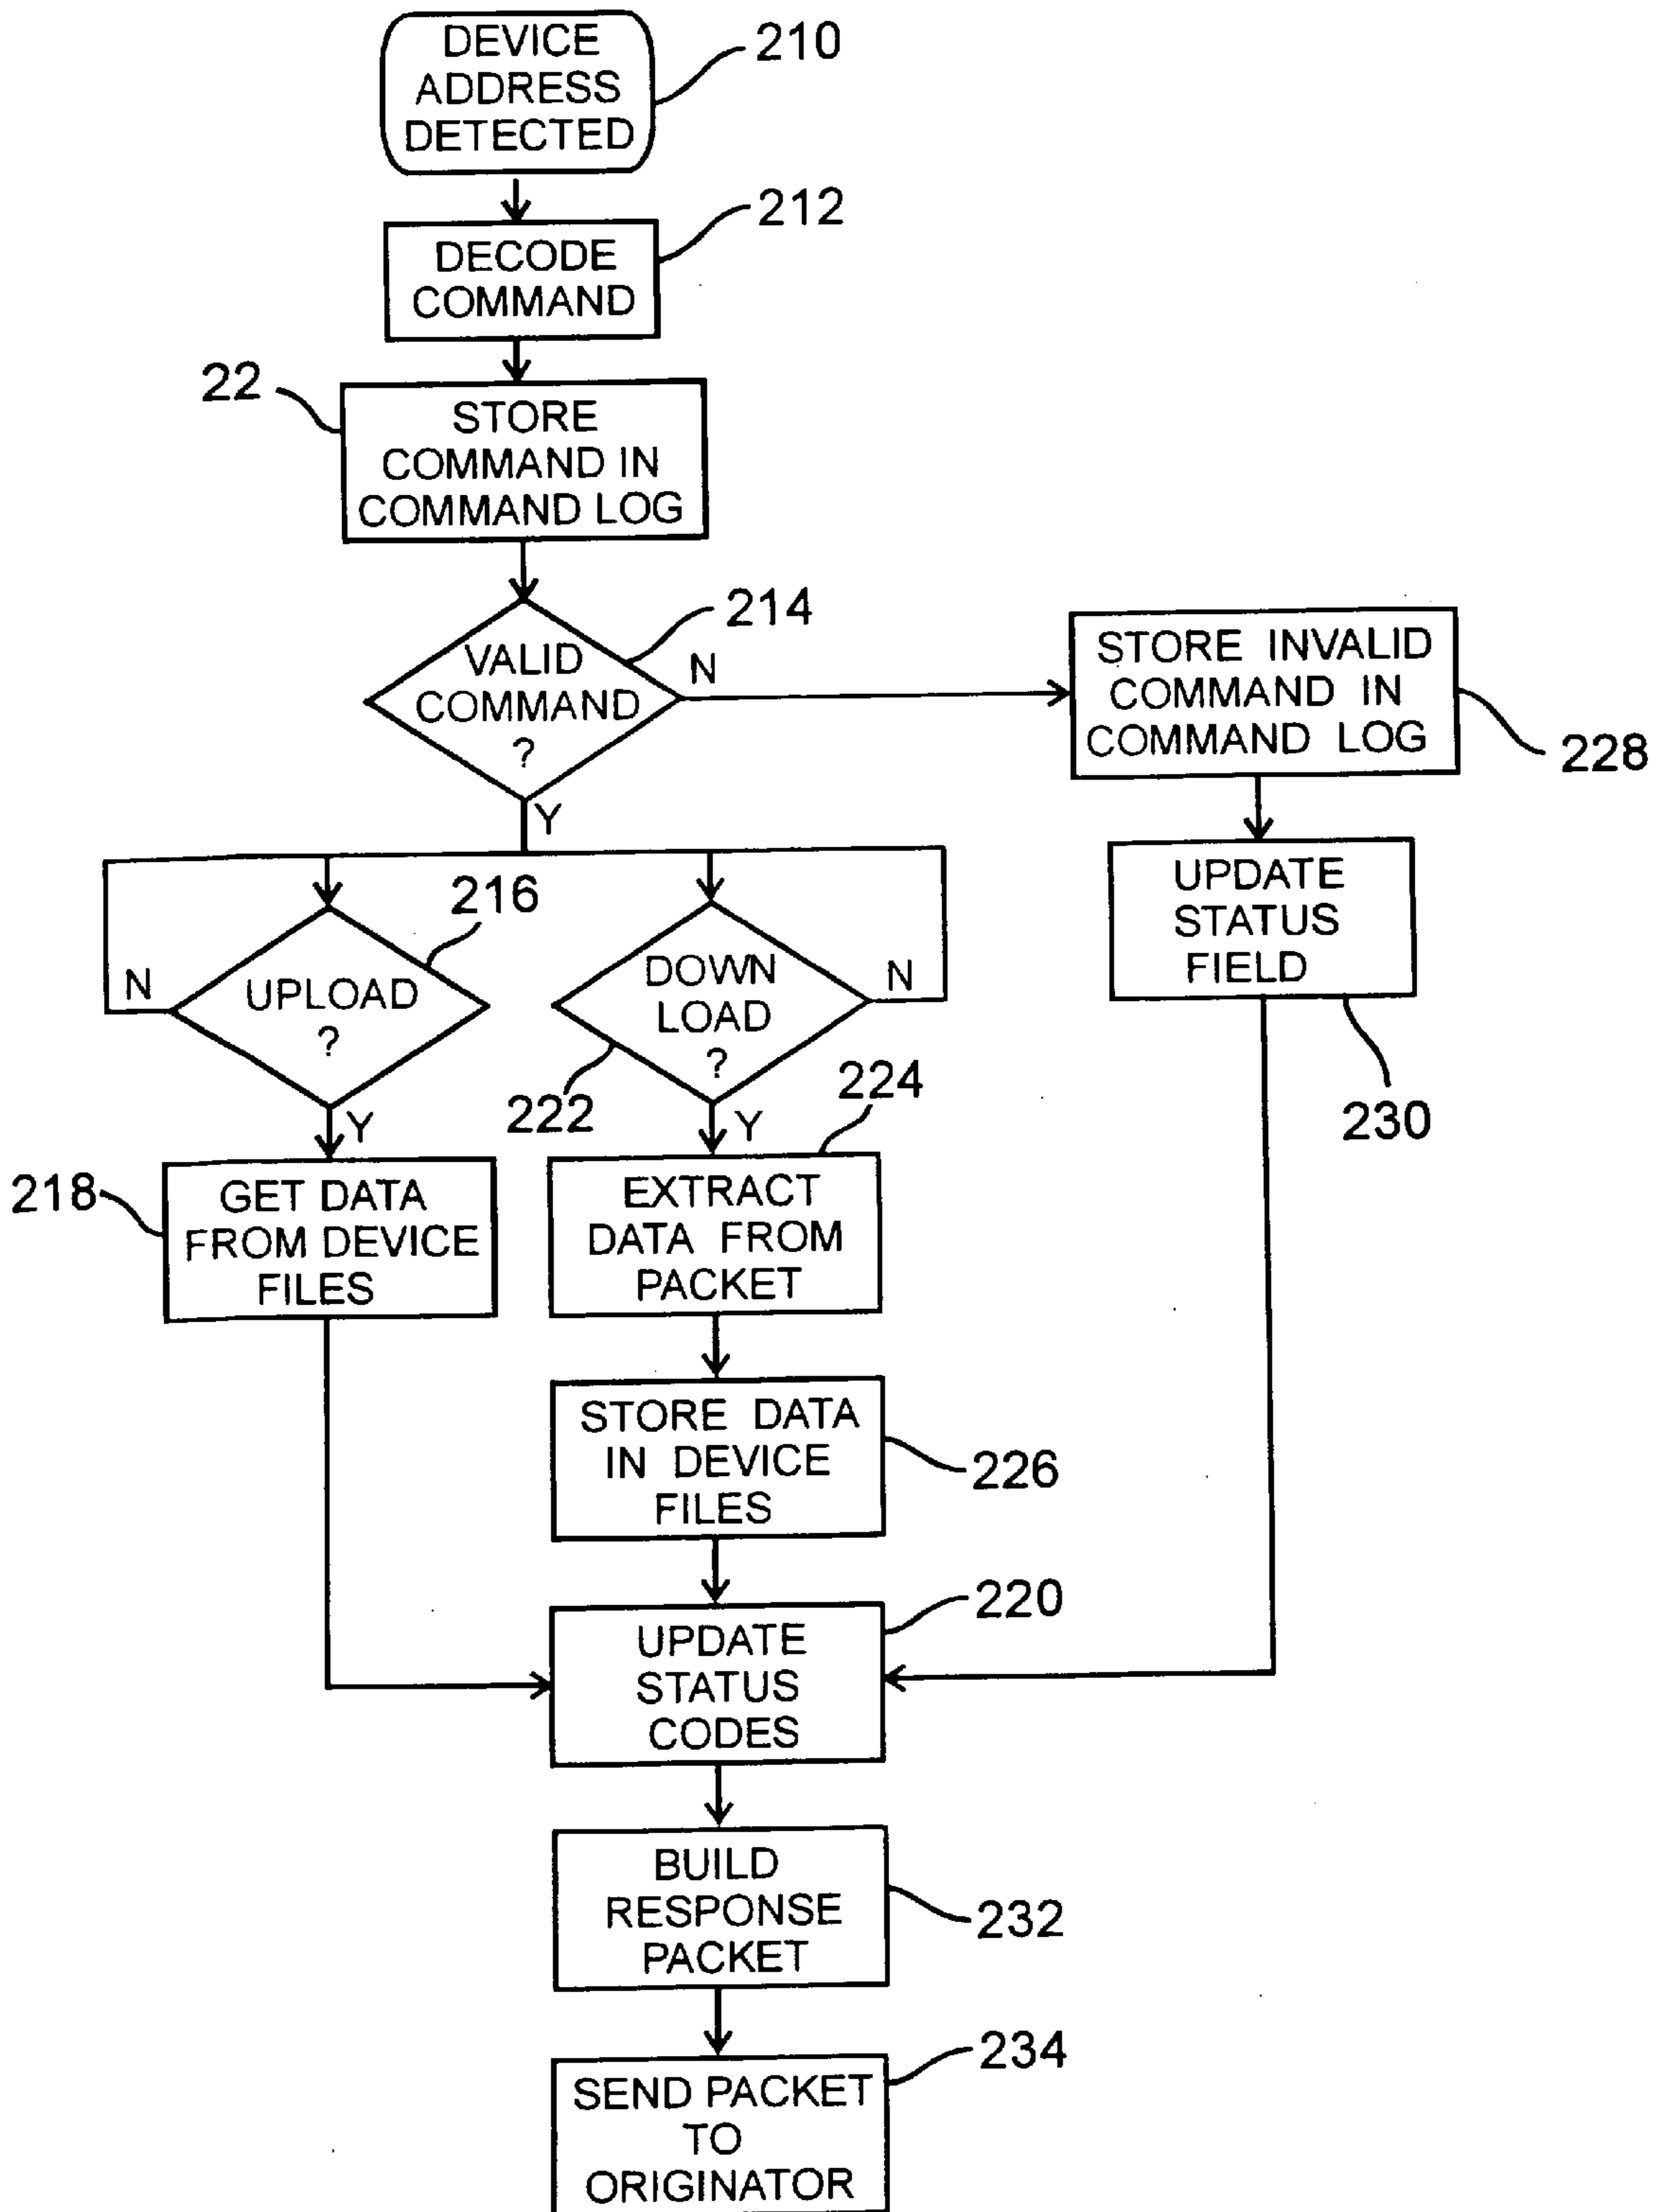 DEVICE
ADDRESS
DETECTED
210
DECODE
COMMAND
212
22
STORE
COMMAND IN
COMMAND LOG
VALID
COMMAND
?
214
N
Y
STORE INVALID
COMMAND IN
COMMAND LOG
228
UPDATE
STATUS
FIELD
230
216
N
UPLOAD
?
Y
DOWN
LOAD
?
N
222
Y
224
218
GET DATA
FROM DEVICE
FILES
EXTRACT
DATA FROM
PACKET
STORE DATA
IN DEVICE
FILES
226
220
UPDATE
STATUS
CODES
BUILD
RESPONSE
PACKET
232
234
SEND PACKET
TO
ORIGINATOR